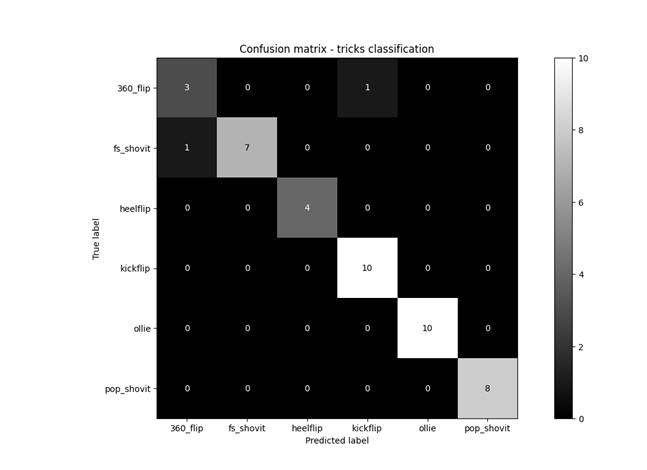 Confusion matrix - tricks classification
10
360_flip 3 0 0 1 0 0
8
fs_shovit 1 7 0 0 0 0
6
heelflip 0 0 4 0 0 0
True label
4
kickflip 0 0 0 10 0 0
2
ollie 0 0 0 0 10 0
pop_shovit 0 0 0 0 0 8
0
360_flip fs_shovit heelflip kickflip ollie pop_shovit
Predicted label